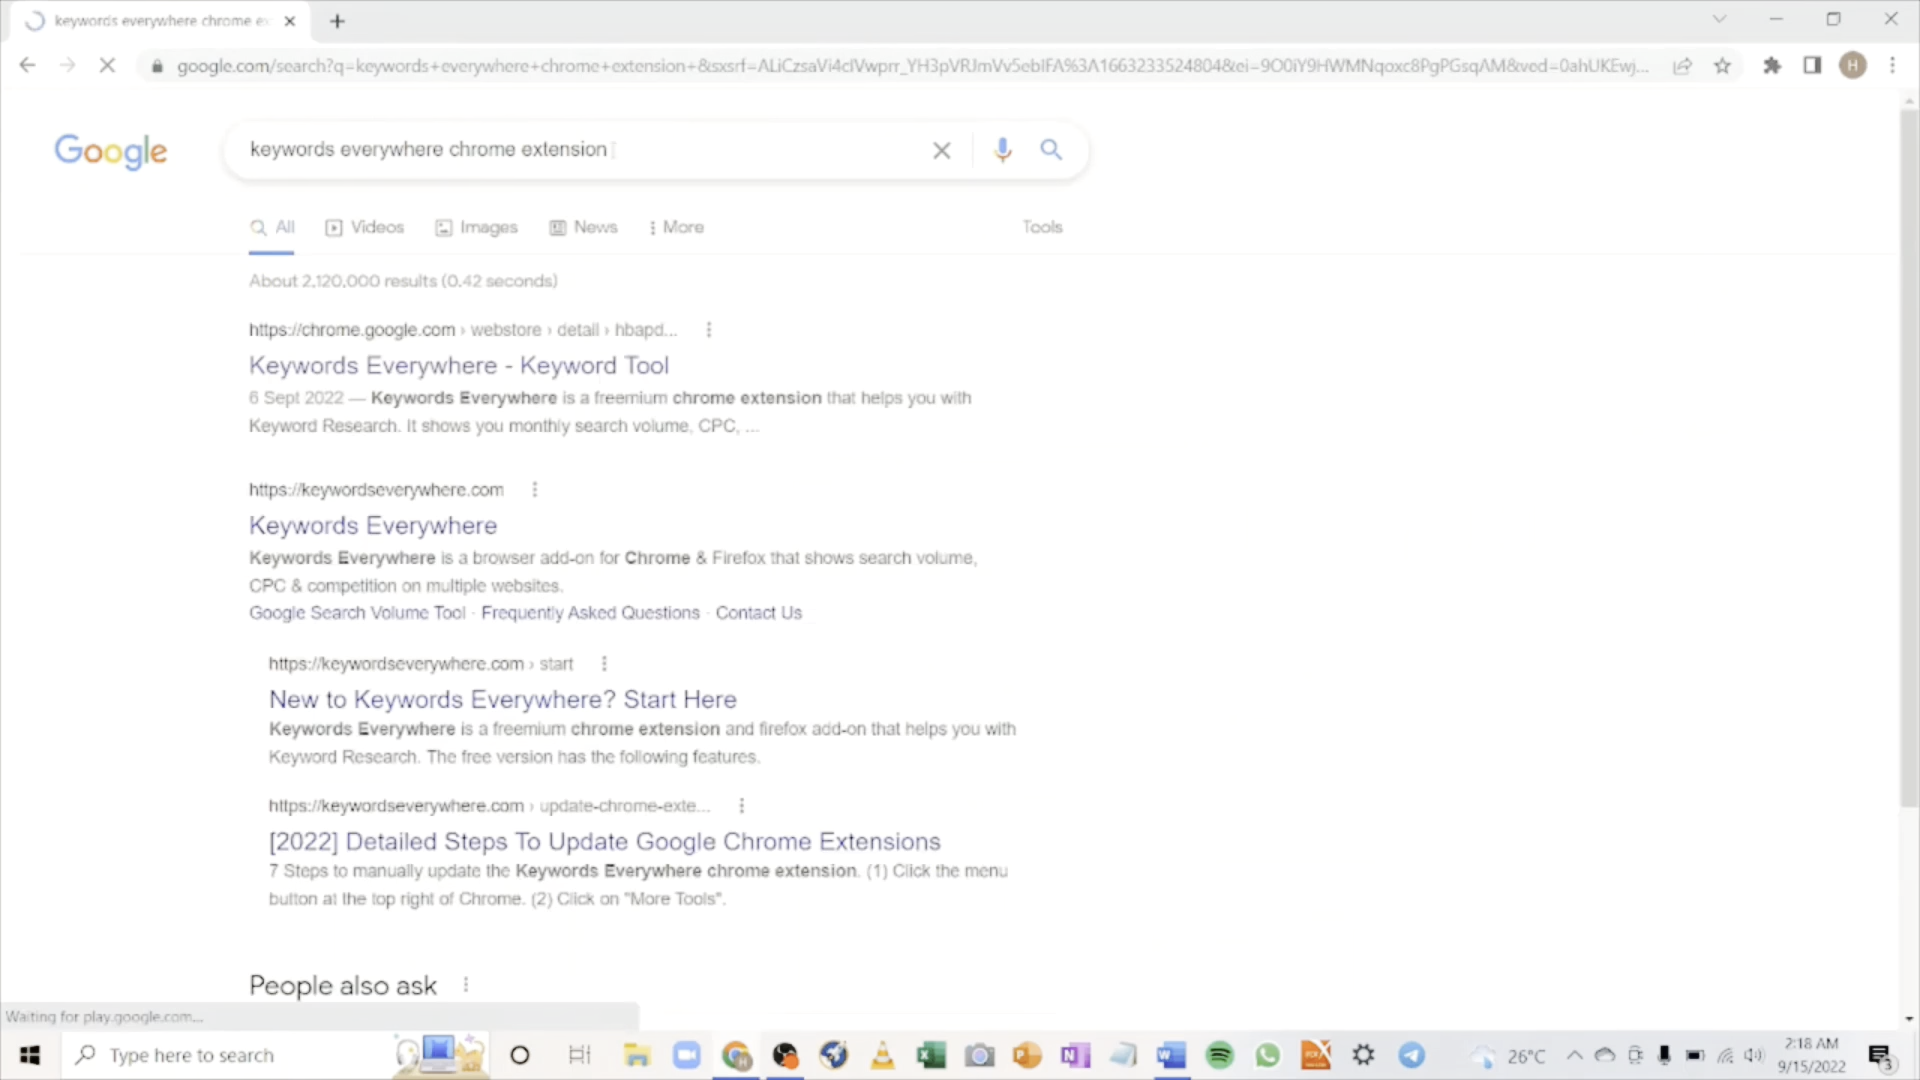 keywords everywhere chrome ex
google.com/search?q=keywords+everywhere+chrome+extension+&sxsrf=ALiCzsaVi4cIVwprr_YH3pVRJmVv5ebIFA%3A1663233524804&ei=9O0iY9HWMNqoxc8PgPGsqAM&ved=0ahUKEwj...
H
Google
keywords everywhere chrome extension
All
Videos
Images
News
More
Tools
About 2,120,000 results (0.42 seconds)
https://chrome.google.com › webstore › detail › hbapd...
Keywords Everywhere - Keyword Tool
6 Sept 2022 — Keywords Everywhere is a freemium chrome extension that helps you with
Keyword Research. It shows you monthly search volume, CPC, ...
https://keywordseverywhere.com
Keywords Everywhere
Keywords Everywhere is a browser add-on for Chrome & Firefox that shows search volume,
CPC & competition on multiple websites.
Google Search Volume Tool · Frequently Asked Questions · Contact Us
https://keywordseverywhere.com › start
New to Keywords Everywhere? Start Here
Keywords Everywhere is a freemium chrome extension and firefox add-on that helps you with
Keyword Research. The free version has the following features.
https://keywordseverywhere.com › update-chrome-exte...
[2022] Detailed Steps To Update Google Chrome Extensions
7 Steps to manually update the Keywords Everywhere chrome extension. (1) Click the menu
button at the top right of Chrome. (2) Click on "More Tools".
People also ask
Waiting for play.google.com...
Type here to search
26°C
2:18 AM
9/15/2022
3